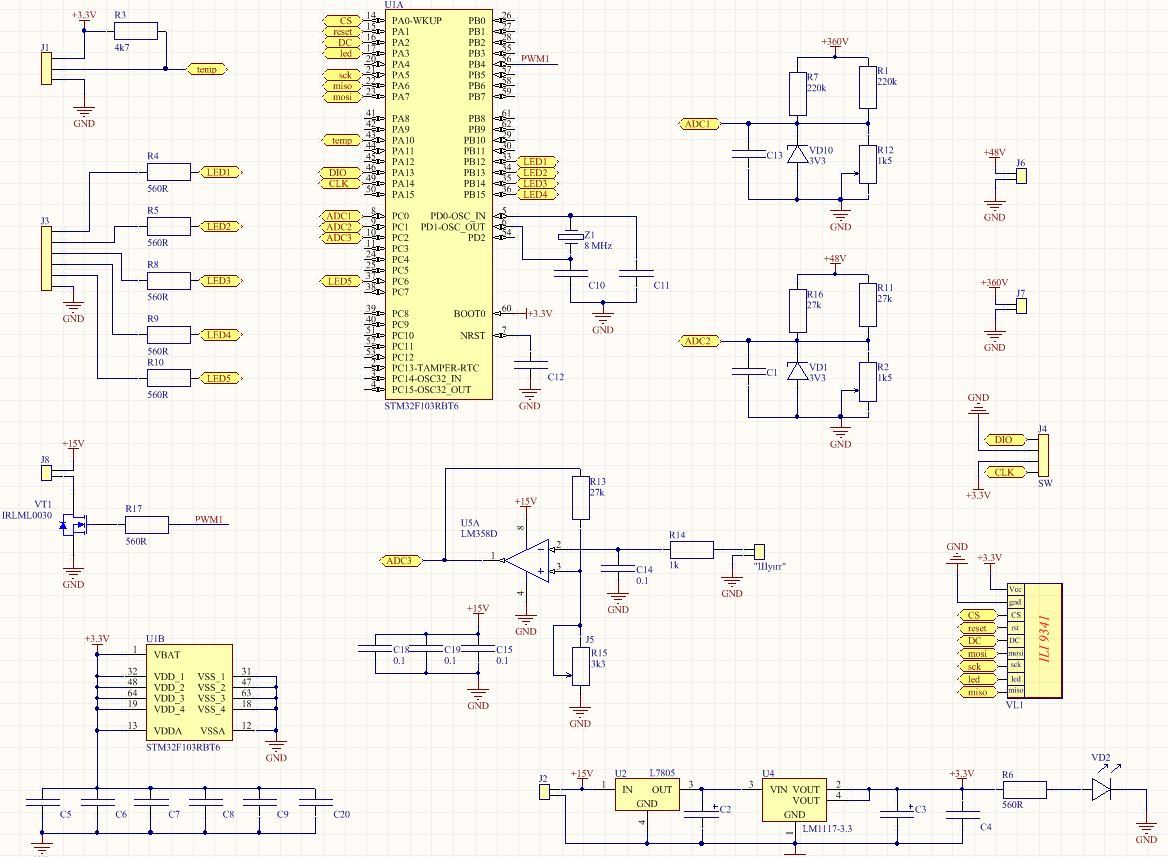 +3.3V
R3
4k7
J1
temp
GND
R4
560R
LED1
R5
560R
LED2
R8
560R
LED3
R9
560R
LED4
R10
560R
LED5
J3
GND
U1A
CS 14 PA0-WKUP
reset PA1
DC 16 PA2
led 17 PA3
20 PA4
sck 21 PA5
miso 22 PA6
mosi 23 PA7
41 PA8
42 PA9
temp 43 PA10
44 PA11
45 PA12
DIO 46 PA13
CLK 49 PA14
50 PA15
ADC1 8 PC0
ADC2 9 PC1
ADC3 10 PC2
11 PC3
24 PC4
25 PC5
LED5 37 PC6
38 PC7
39 PC8
40 PC9
PC10
PC11
PC12
PC13-TAMPER-RTC
PC14-OSC32_IN
PC15-OSC32_OUT
PB0 26
PB1 27
PB2 28
PB3 55
PB4 56 PWM1
PB5 57
PB6 58
PB7 59
PB8 61
PB9 62
PB10 29
PB11 30
PB12 33 LED1
PB13 34 LED2
PB14 35 LED3
PB15 36 LED4
PD0-OSC_IN 5
PD1-OSC_OUT 6
PD2 54
BOOT0 60 +3.3V
NRST 7
STM32F103RBT6
Z1
8 MHz
C10
C11
GND
C12
GND
+360V
R7
220k
R1
220k
ADC1
C13
VD10
3V3
R12
1k5
GND
+48V
J6
GND
+48V
R16
27k
R11
27k
ADC2
C1
VD1
3V3
R2
1k5
GND
+360V
J7
GND
GND
DIO
J4
CLK
+3.3V
SW
+15V
J8
VT1
IRLML0030
R17
560R
PWM1
GND
R13
27k
+15V
U5A
LM358D
8
ADC3
1
2
3
4
GND
C14
0.1
GND
R14
1k
"Шунт"
GND
+15V
C18
0.1
C19
0.1
C15
0.1
GND
J5
R15
3k3
GND
GND
+3.3V
Vcc
gnd
CS CS
reset rst
DC DC
mosi mosi
sck sck
led led
miso miso
ILI 9341
VL1
+3.3V
U1B
1 VBAT
32 VDD_1 VSS_1 31
48 VDD_2 VSS_2 47
64 VDD_3 VSS_3 63
19 VDD_4 VSS_4 18
13 VDDA VSSA 12
STM32F103RBT6
GND
C5
C6
C7
C8
C9
C20
J2
+15V
U2
L7805
1 IN OUT 3
GND
4
C2
+
U4
3 VIN VOUT 2
VOUT 4
GND
1
LM1117-3.3
C3
+
+3.3V
C4
R6
560R
VD2
GND